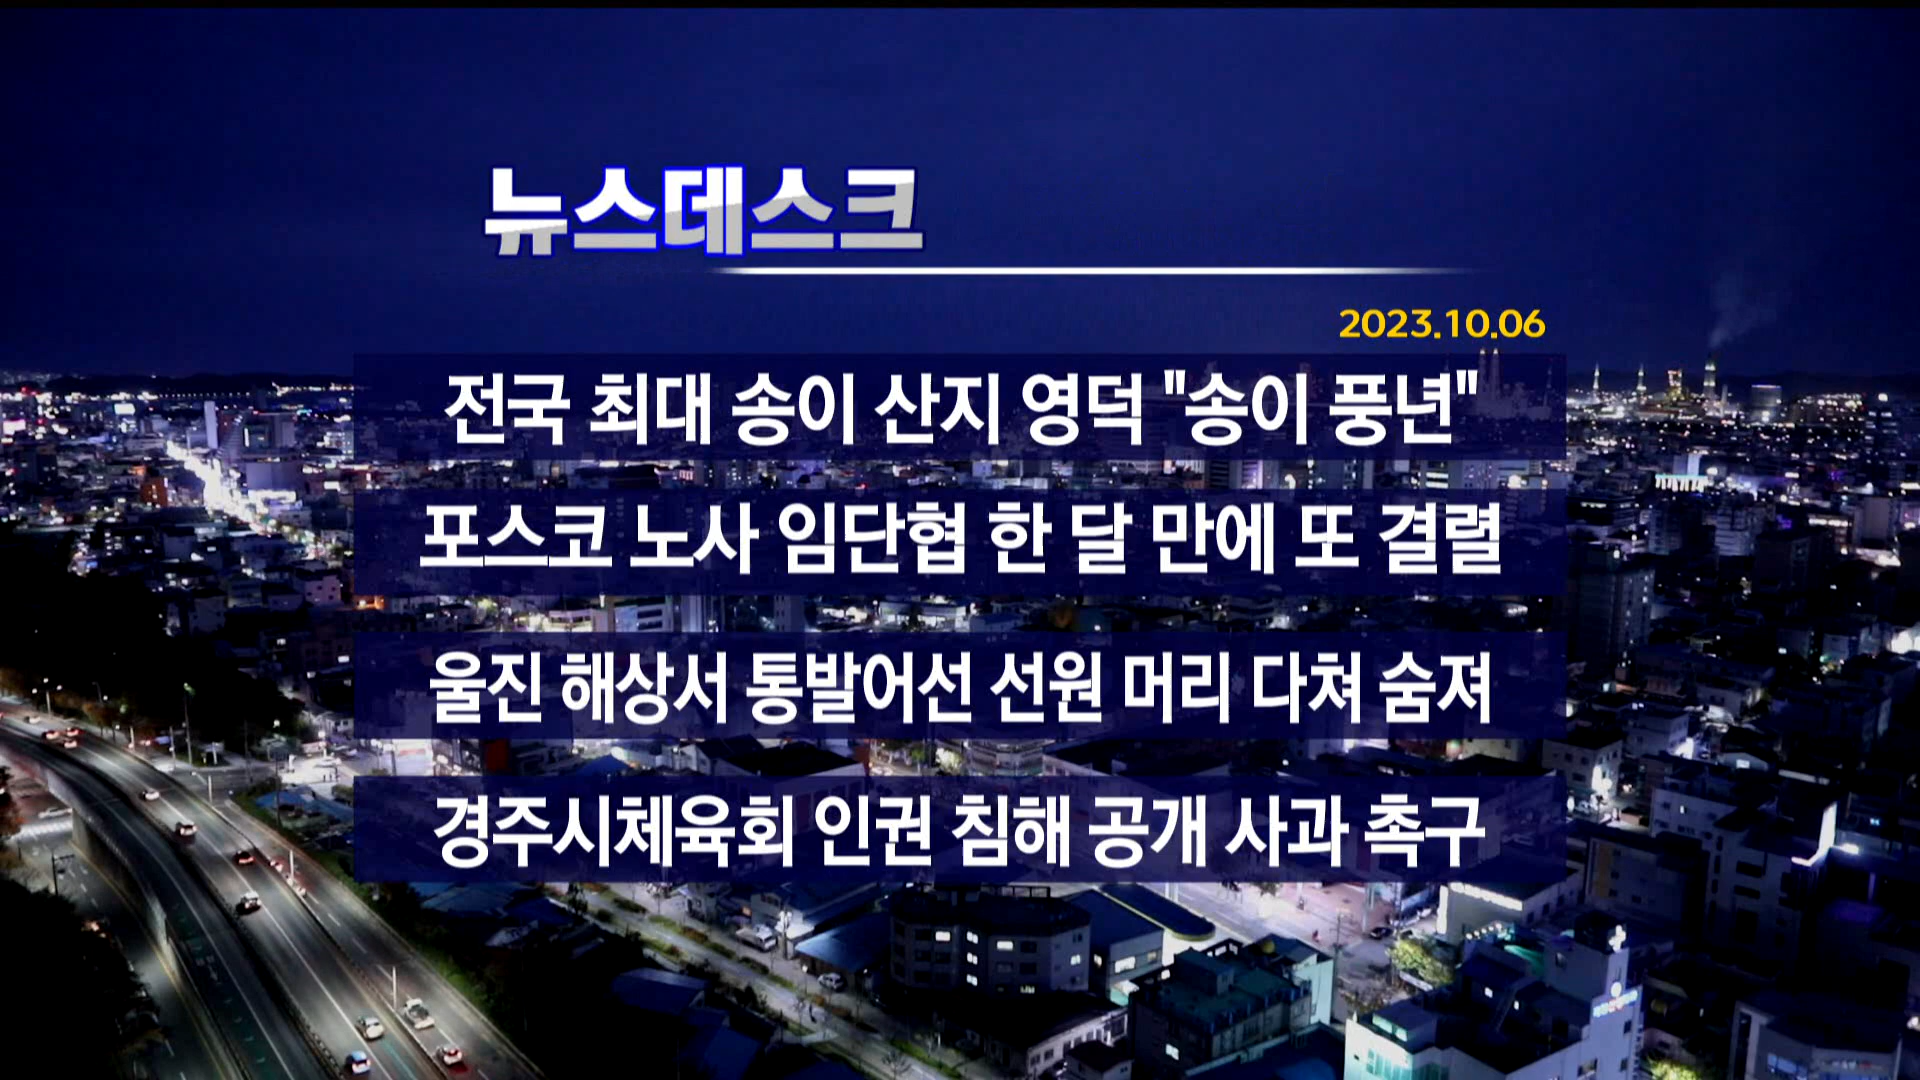 뉴스데스크
2023.10.06
전국 최대 송이 산지 영덕 "송이 풍년"
포스코 노사 임단협 한 달 만에 또 결렬
울진 해상서 통발어선 선원 머리 다쳐 숨져
경주시체육회 인권 침해 공개 사과 촉구